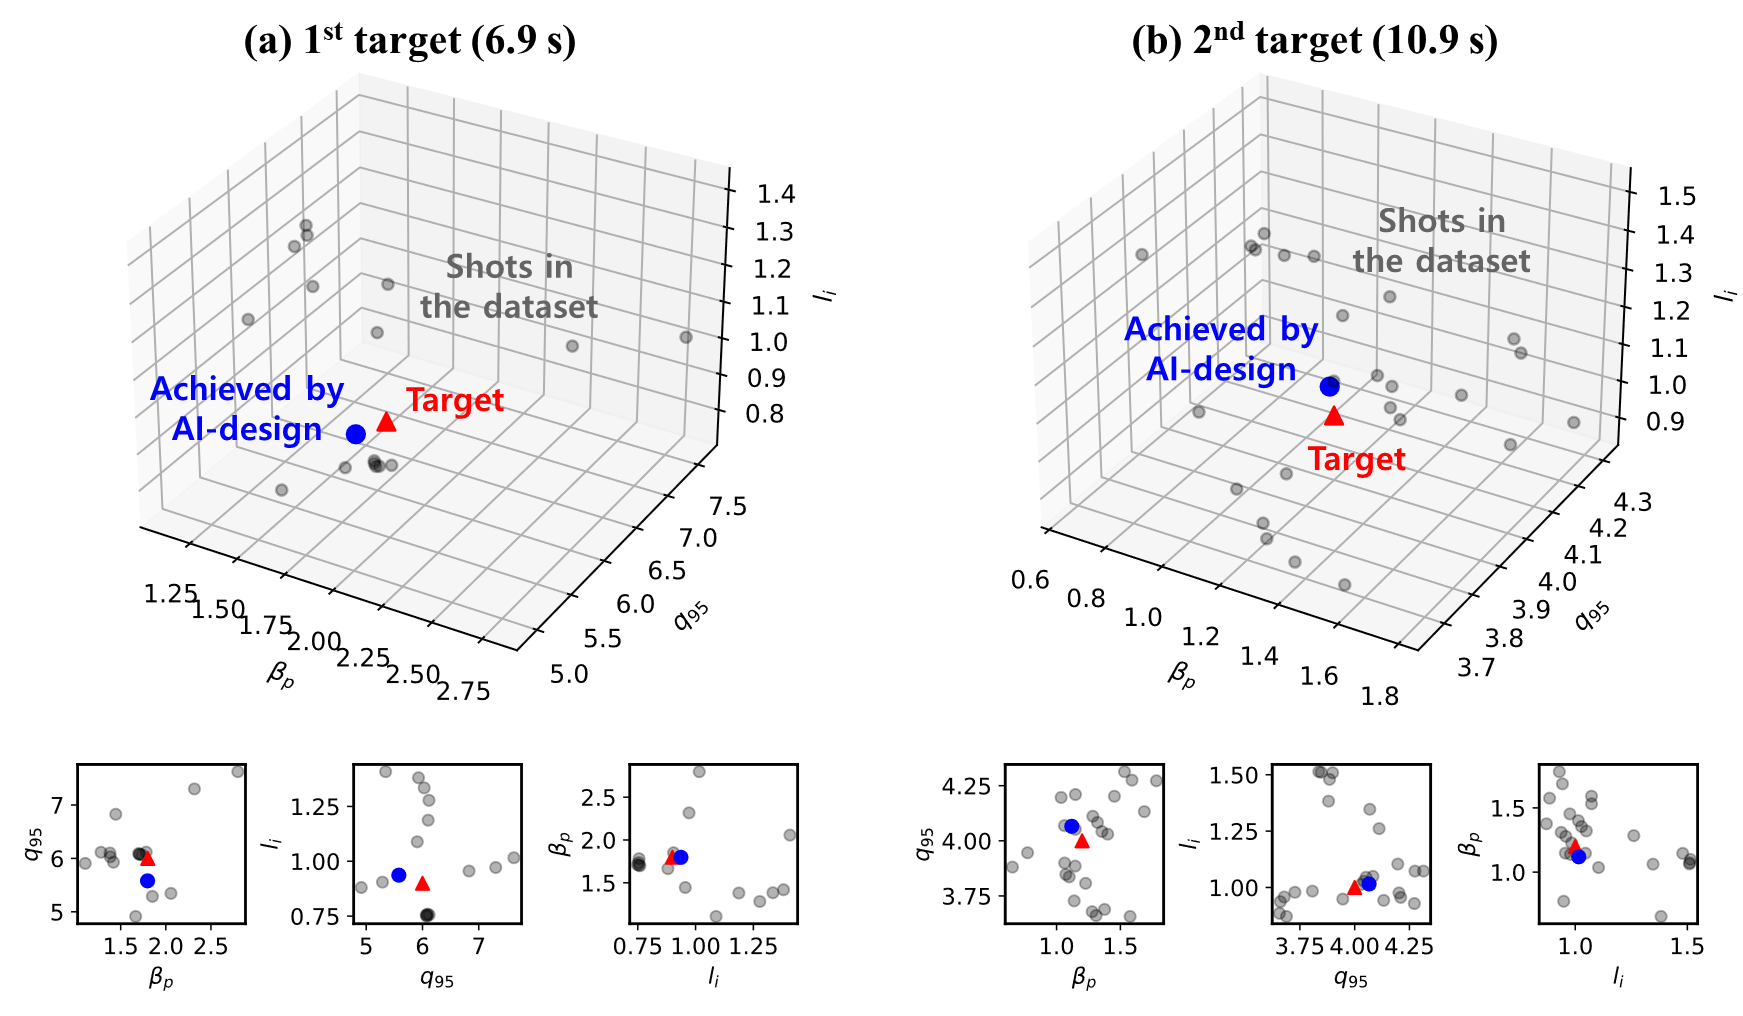 (a) 1st target (6.9 s)
1.4
1.3
1.2
1.1
1.0
0.9
0.8
li
Shots in
the dataset
Achieved by
AI-design
Target
7.5
7.0
6.5
6.0
5.5
5.0
q95
1.25
1.50
1.75
2.00
2.25
2.50
2.75
βp
(b) 2nd target (10.9 s)
1.5
1.4
1.3
1.2
1.1
1.0
0.9
li
Shots in
the dataset
Achieved by
AI-design
Target
4.3
4.2
4.1
4.0
3.9
3.8
3.7
q95
0.6
0.8
1.0
1.2
1.4
1.6
1.8
βp
q95
7
6
5
1.5 2.0 2.5
βp
li
1.25
1.00
0.75
5 6 7
q95
βp
2.5
2.0
1.5
0.75 1.00 1.25
li
q95
4.25
4.00
3.75
1.0 1.5
βp
li
1.50
1.25
1.00
3.75 4.00 4.25
q95
βp
1.5
1.0
1.0 1.5
li